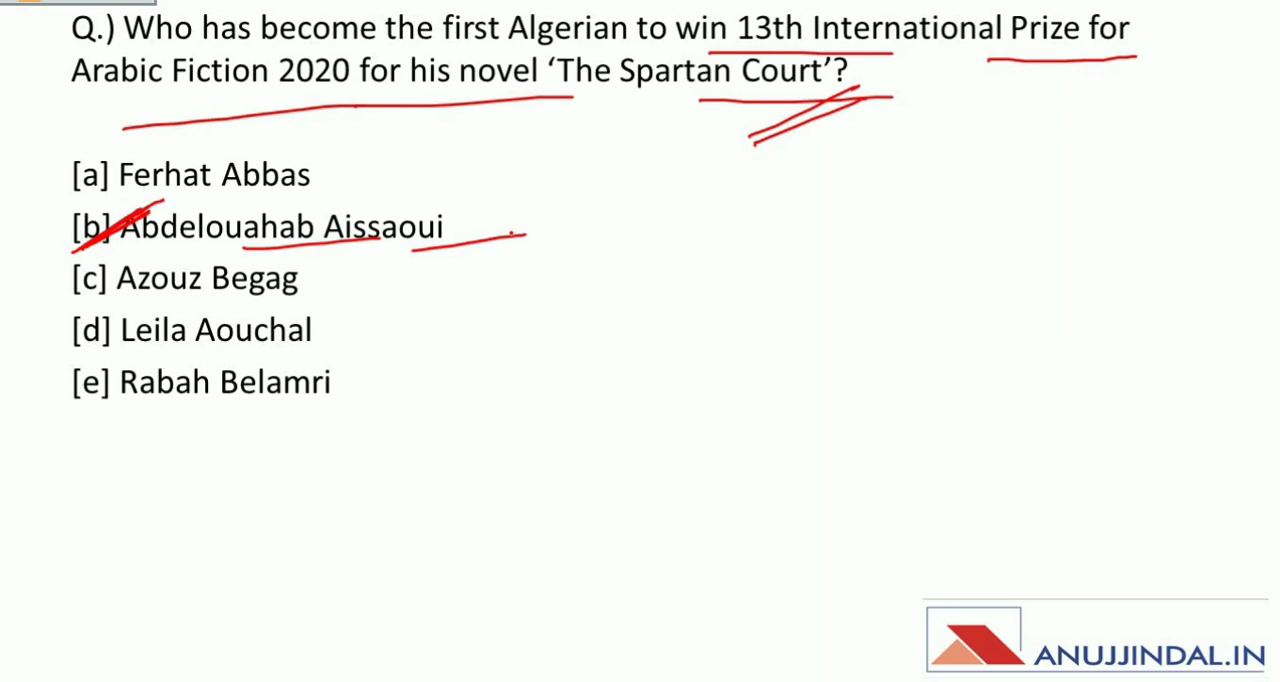 Q.) Who has become the first Algerian to win 13th International Prize for
Arabic Fiction 2020 for his novel ‘The Spartan Court’?
[a] Ferhat Abbas
[b] Abdelouahab Aissaoui
[c] Azouz Begag
[d] Leila Aouchal
[e] Rabah Belamri
ANUJJINDAL.IN